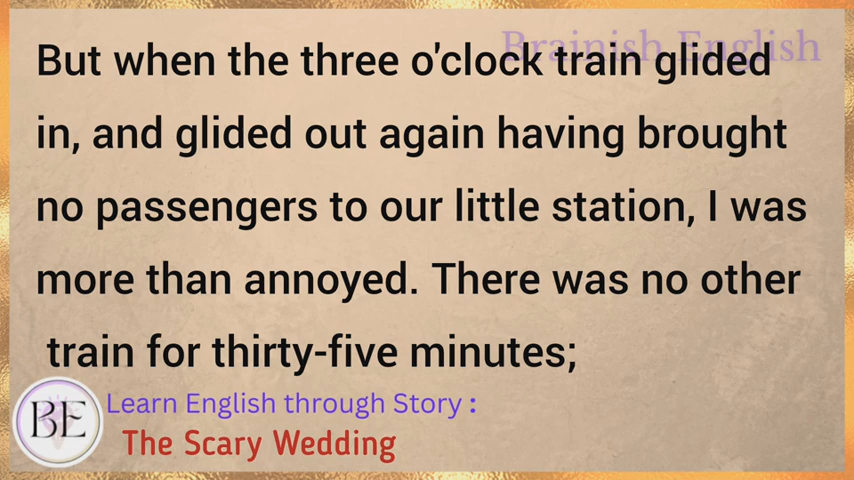 Brainish English
But when the three o'clock train glided
in, and glided out again having brought
no passengers to our little station, I was
more than annoyed. There was no other
train for thirty-five minutes;
BE
Learn English through Story :
The Scary Wedding